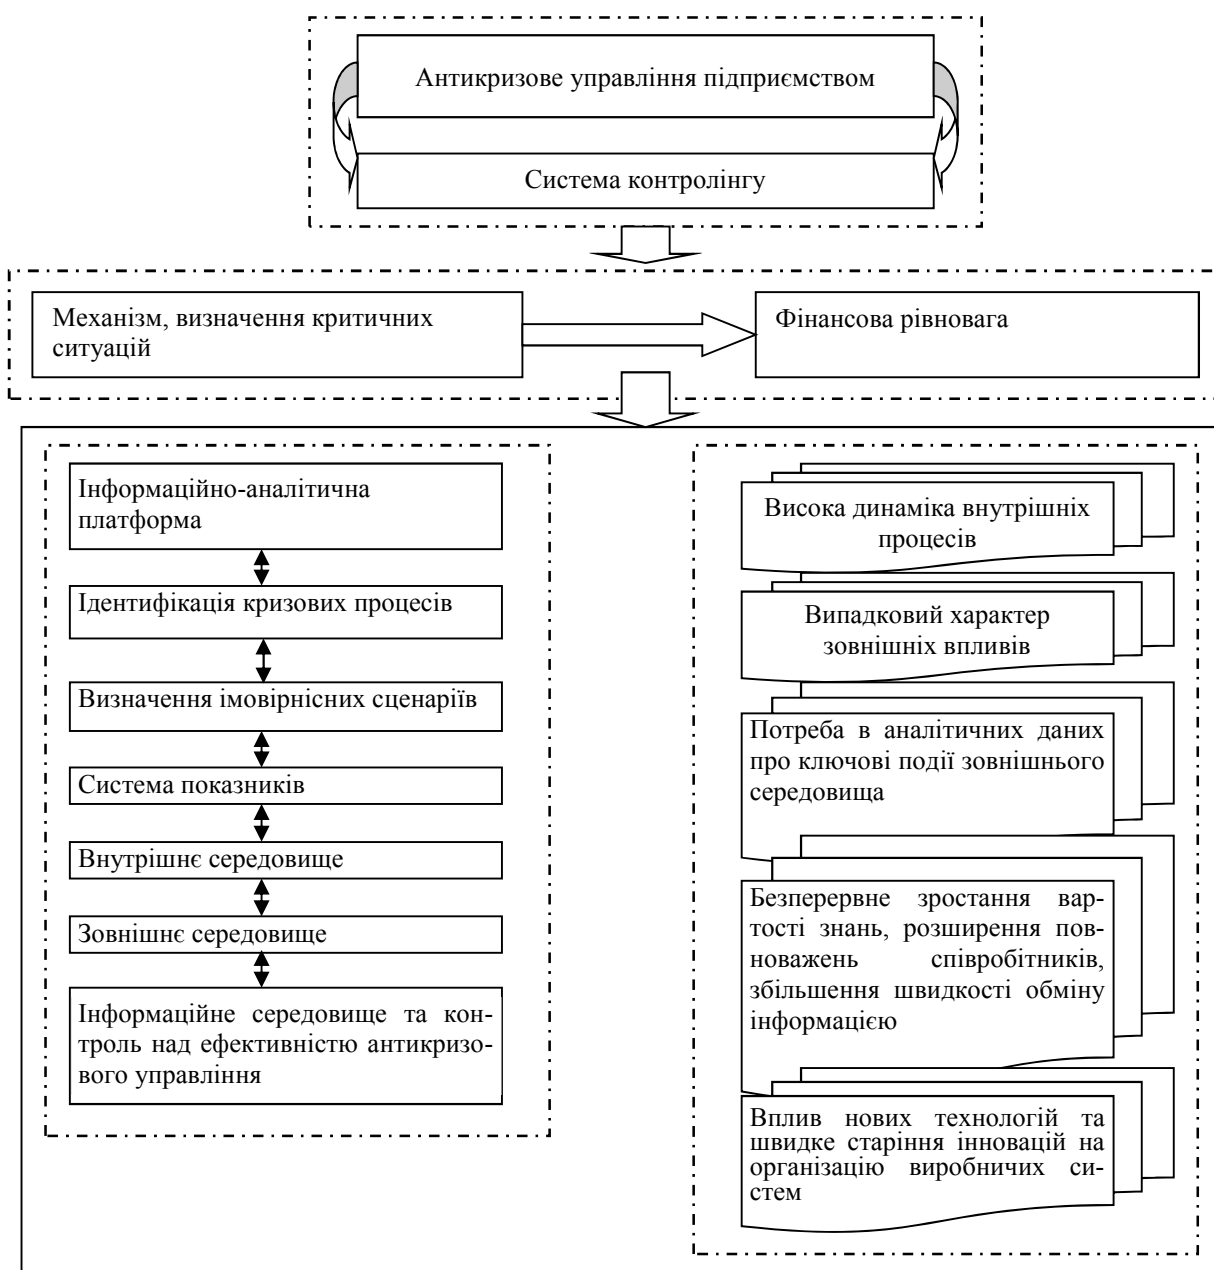 Антикризове управління підприємством
Система контролінгу
Механізм, визначення критичних
ситуацій
Фінансова рівновага
Інформаційно-аналітична
платформа
Ідентифікація кризових процесів
Визначення імовірнісних сценаріїв
Система показників
Внутрішнє середовище
Зовнішнє середовище
Інформаційне середовище та кон-
троль над ефективністю антикризо-
вого управління
Висока динаміка внутрішніх
процесів
Випадковий характер
зовнішніх впливів
Потреба в аналітичних даних
про ключові події зовнішнього
середовища
Безперервне зростання вар-
тості знань, розширення пов-
новажень співробітників,
збільшення швидкості обміну
інформацією
Вплив нових технологій та
швидке старіння інновацій на
організацію виробничих си-
стем